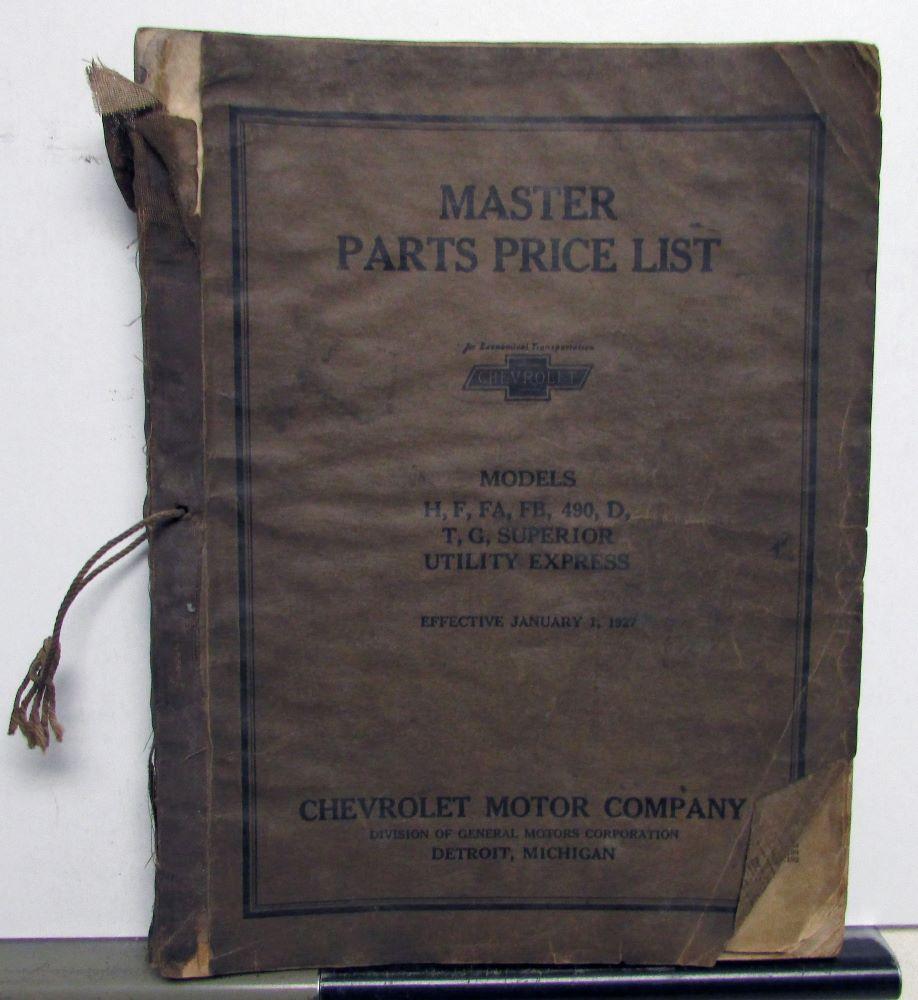 MASTER
PARTS PRICE LIST
for Economical Transportation
CHEVROLET
MODELS
H, F, FA, FB, 490, D,
T, G, SUPERIOR
UTILITY EXPRESS
EFFECTIVE JANUARY 1, 1927
CHEVROLET MOTOR COMPANY
DIVISION OF GENERAL MOTORS CORPORATION
DETROIT, MICHIGAN